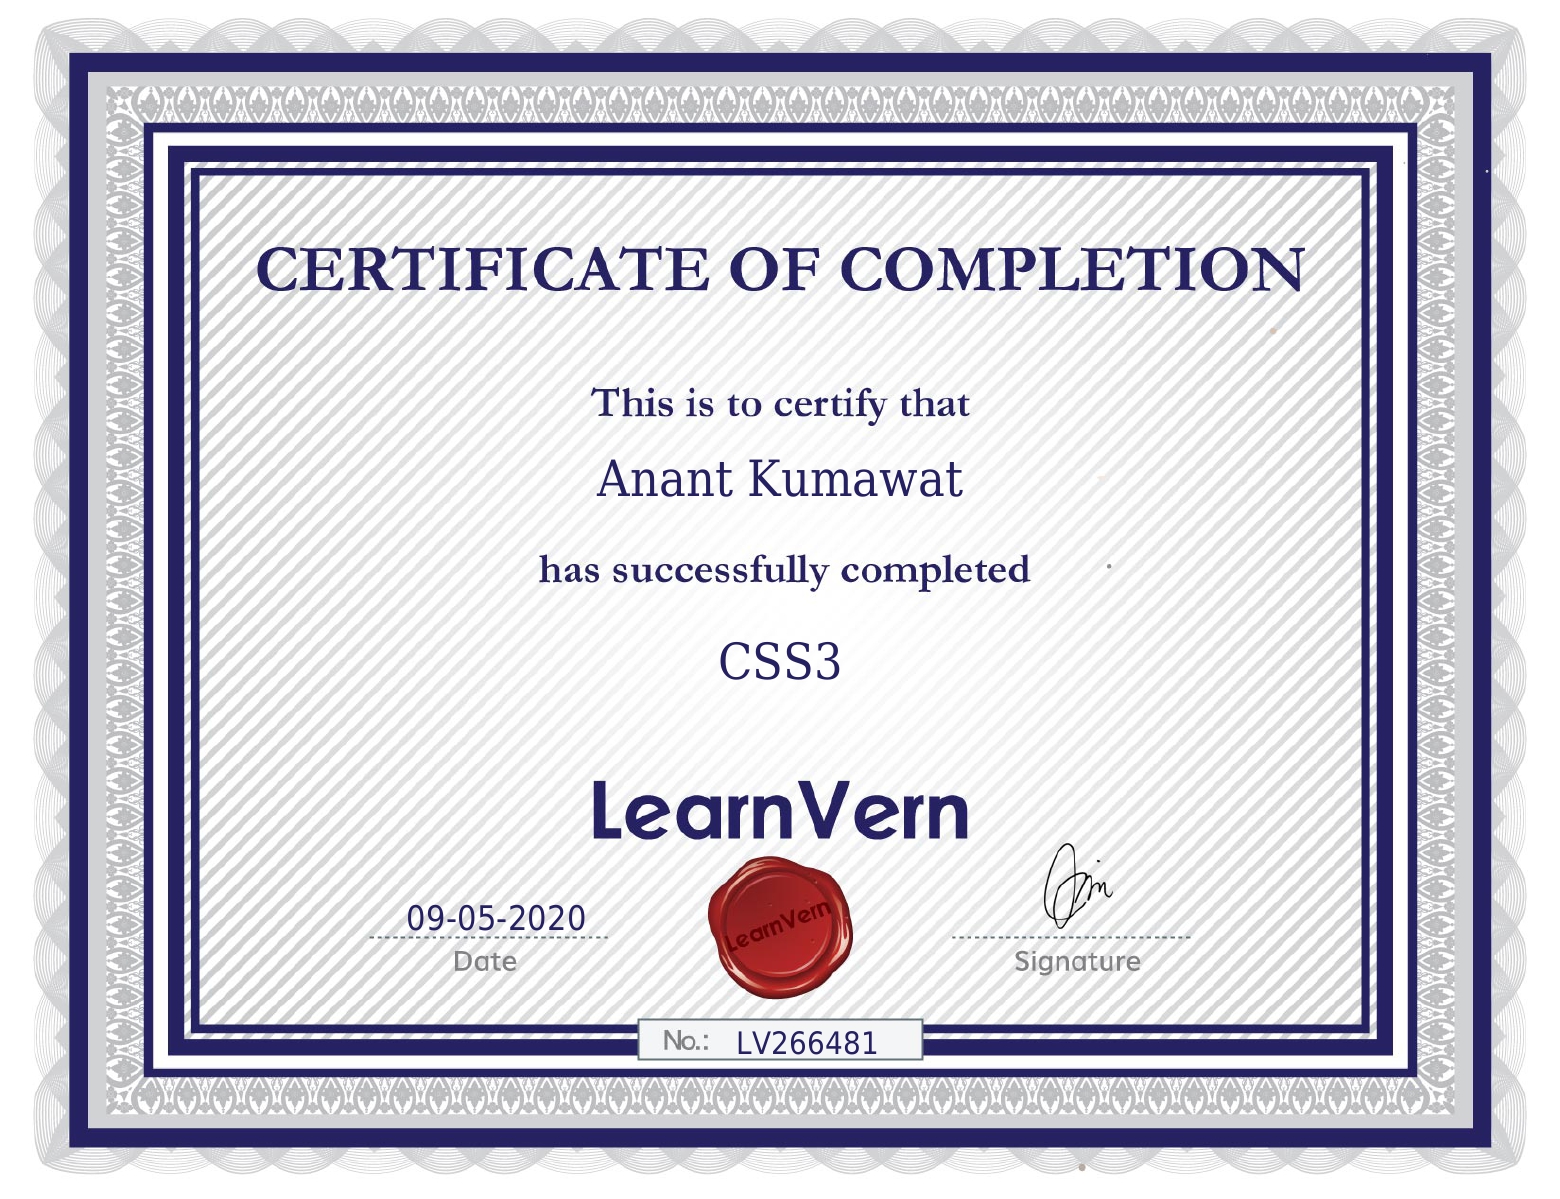 CERTIFICATE OF COMPLETION
This is to certify that
Anant Kumawat
has successfully completed
CSS3
LearnVern
LearnVern
09-05-2020
Date
Signature
No.: LV266481